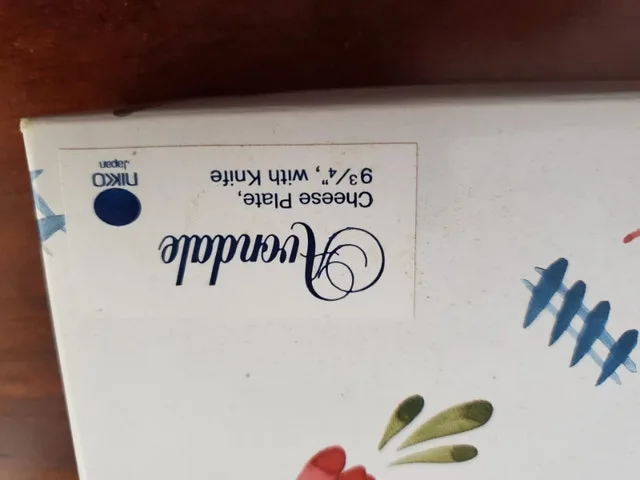 Avondale
Cheese Plate,
9 3/4", with Knife
NIKKO
Japan